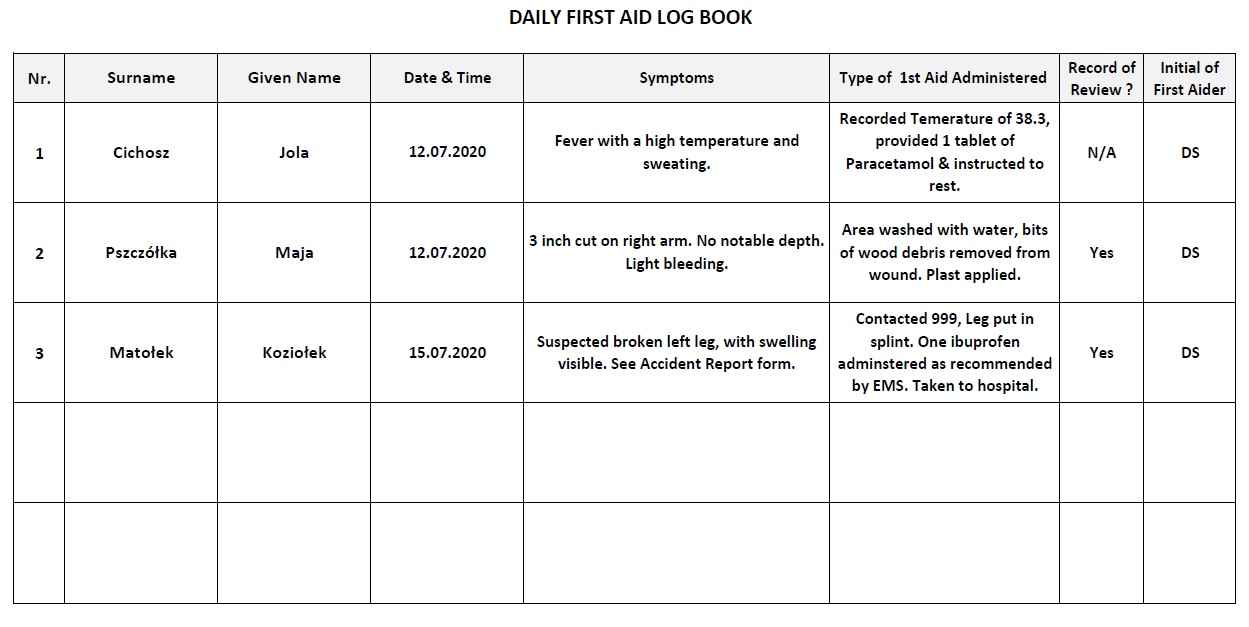 DAILY FIRST AID LOG BOOK
Nr. Surname Given Name Date & Time Symptoms Type of 1st Aid Administered Record of Review ? Initial of First Aider
1 Cichosz Jola 12.07.2020 Fever with a high temperature and sweating. Recorded Temerature of 38.3, provided 1 tablet of Paracetamol & instructed to rest. N/A DS
2 Pszczółka Maja 12.07.2020 3 inch cut on right arm. No notable depth. Light bleeding. Area washed with water, bits of wood debris removed from wound. Plast applied. Yes DS
3 Matołek Koziołek 15.07.2020 Suspected broken left leg, with swelling visible. See Accident Report form. Contacted 999, Leg put in splint. One ibuprofen adminstered as recommended by EMS. Taken to hospital. Yes DS